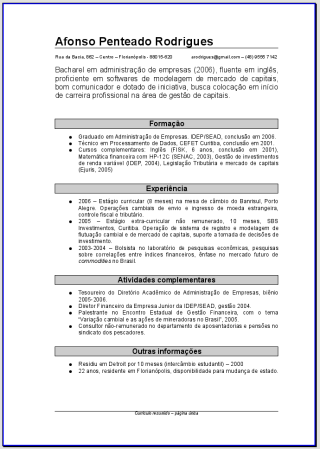 Afonso Penteado Rodrigues
Rua da Bacia, 862 – Centro – Florianópolis - 88016-620 arodrigues@gmail.com – (48) 9866 7142
Bacharel em administração de empresas (2006), fluente em inglês,
proficiente em softwares de modelagem de mercado de capitais,
bom comunicador e dotado de iniciativa, busca colocação em início
de carreira profissional na área de gestão de capitais.
Formação
● Graduado em Administração de Empresas. IDEP/SEAD, conclusão em 2006.
● Técnico em Processamento de Dados, CEFET Curitiba, conclusão em 2001.
● Cursos complementares: Inglês (FISK, 6 anos, conclusão em 2001),
Matemática financeira com HP-12C (SENAC, 2003), Gestão de investimentos
de renda variável (IDEP, 2004), Legislação Tributária e mercado de capitais
(Ejuris, 2005)
Experiência
● 2006 – Estágio curricular (8 meses) na mesa de câmbio do Banrisul, Porto
Alegre. Operações cambiais de envio e ingresso de moeda estrangeira,
controle fiscal e tributário.
● 2005 – Estágio extra-curricular não remunerado, 10 meses, SBS
Investimentos, Curitiba. Operação de sistema de registro e modelagem de
flutuação cambial e de mercado de capitais, suporte a tomada de decisões de
investimento.
● 2003-2004 – Bolsista no laboratório de pesquisas econômicas, pesquisas
sobre correlações entre índices financeiros, ênfase no mercado futuro de
commodities no Brasil.
Atividades complementares
● Tesoureiro do Diretório Acadêmico de Administração de Empresas, biênio
2005-2006.
● Diretor Financeiro da Empresa Junior da IDEP/SEAD, gestão 2004.
● Palestrante no Encontro Estadual de Gestão Financeira, com o tema
"Variação cambial e as ações de mineradoras no Brasil", 2005.
● Consultor não-remunerado no departamento de aposentadorias e pensões no
sindicato dos pescadores.
Outras informações
● Residiu em Detroit por 10 meses (intercâmbio estudantil) – 2000
● 22 anos, residente em Florianópolis, disponibilidade para mudança de estado.
Currículo resumido – página única